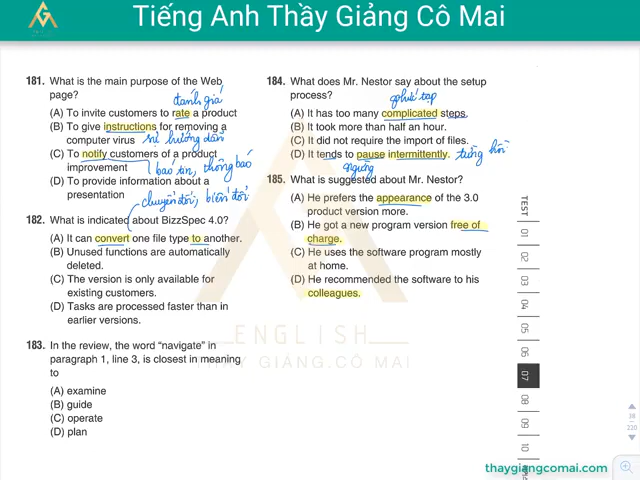 Tiếng Anh Thầy Giảng Cô Mai
181. What is the main purpose of the Web
page?
đánh giá
(A) To invite customers to rate a product
(B) To give instructions for removing a
computer virus
sự hướng dẫn
(C) To notify customers of a product
improvement
báo tin, thông báo
(D) To provide information about a
presentation
chuyển đổi, biến đổi
182. What is indicated about BizzSpec 4.0?
(A) It can convert one file type to another.
(B) Unused functions are automatically
deleted.
(C) The version is only available for
existing customers.
(D) Tasks are processed faster than in
earlier versions.
183. In the review, the word “navigate” in
paragraph 1, line 3, is closest in meaning
to
(A) examine
(B) guide
(C) operate
(D) plan
184. What does Mr. Nestor say about the setup
process?
phức tạp
(A) It has too many complicated steps.
(B) It took more than half an hour.
(C) It did not require the import of files.
(D) It tends to pause intermittently.
từng hồi
ngừng
185. What is suggested about Mr. Nestor?
(A) He prefers the appearance of the 3.0
product version more.
(B) He got a new program version free of
charge.
(C) He uses the software program mostly
at home.
(D) He recommended the software to his
colleagues.
ENGLISH
THẦY GIẢNG.CÔ MAI
TEST
01
02
03
04
05
06
07
08
09
10
38
220
thaygiangcomai.com